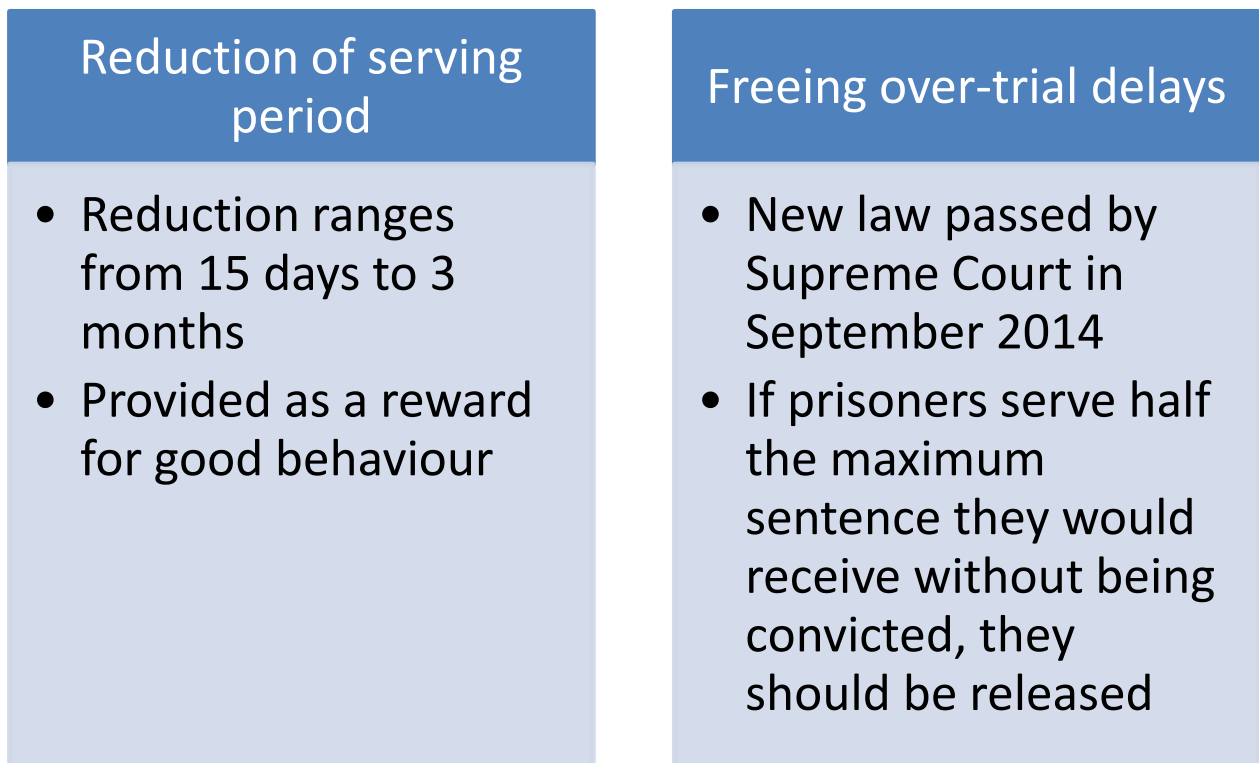 Reduction of serving
period
• Reduction ranges
from 15 days to 3
months
• Provided as a reward
for good behaviour
Freeing over-trial delays
• New law passed by
Supreme Court in
September 2014
• If prisoners serve half
the maximum
sentence they would
receive without being
convicted, they
should be released